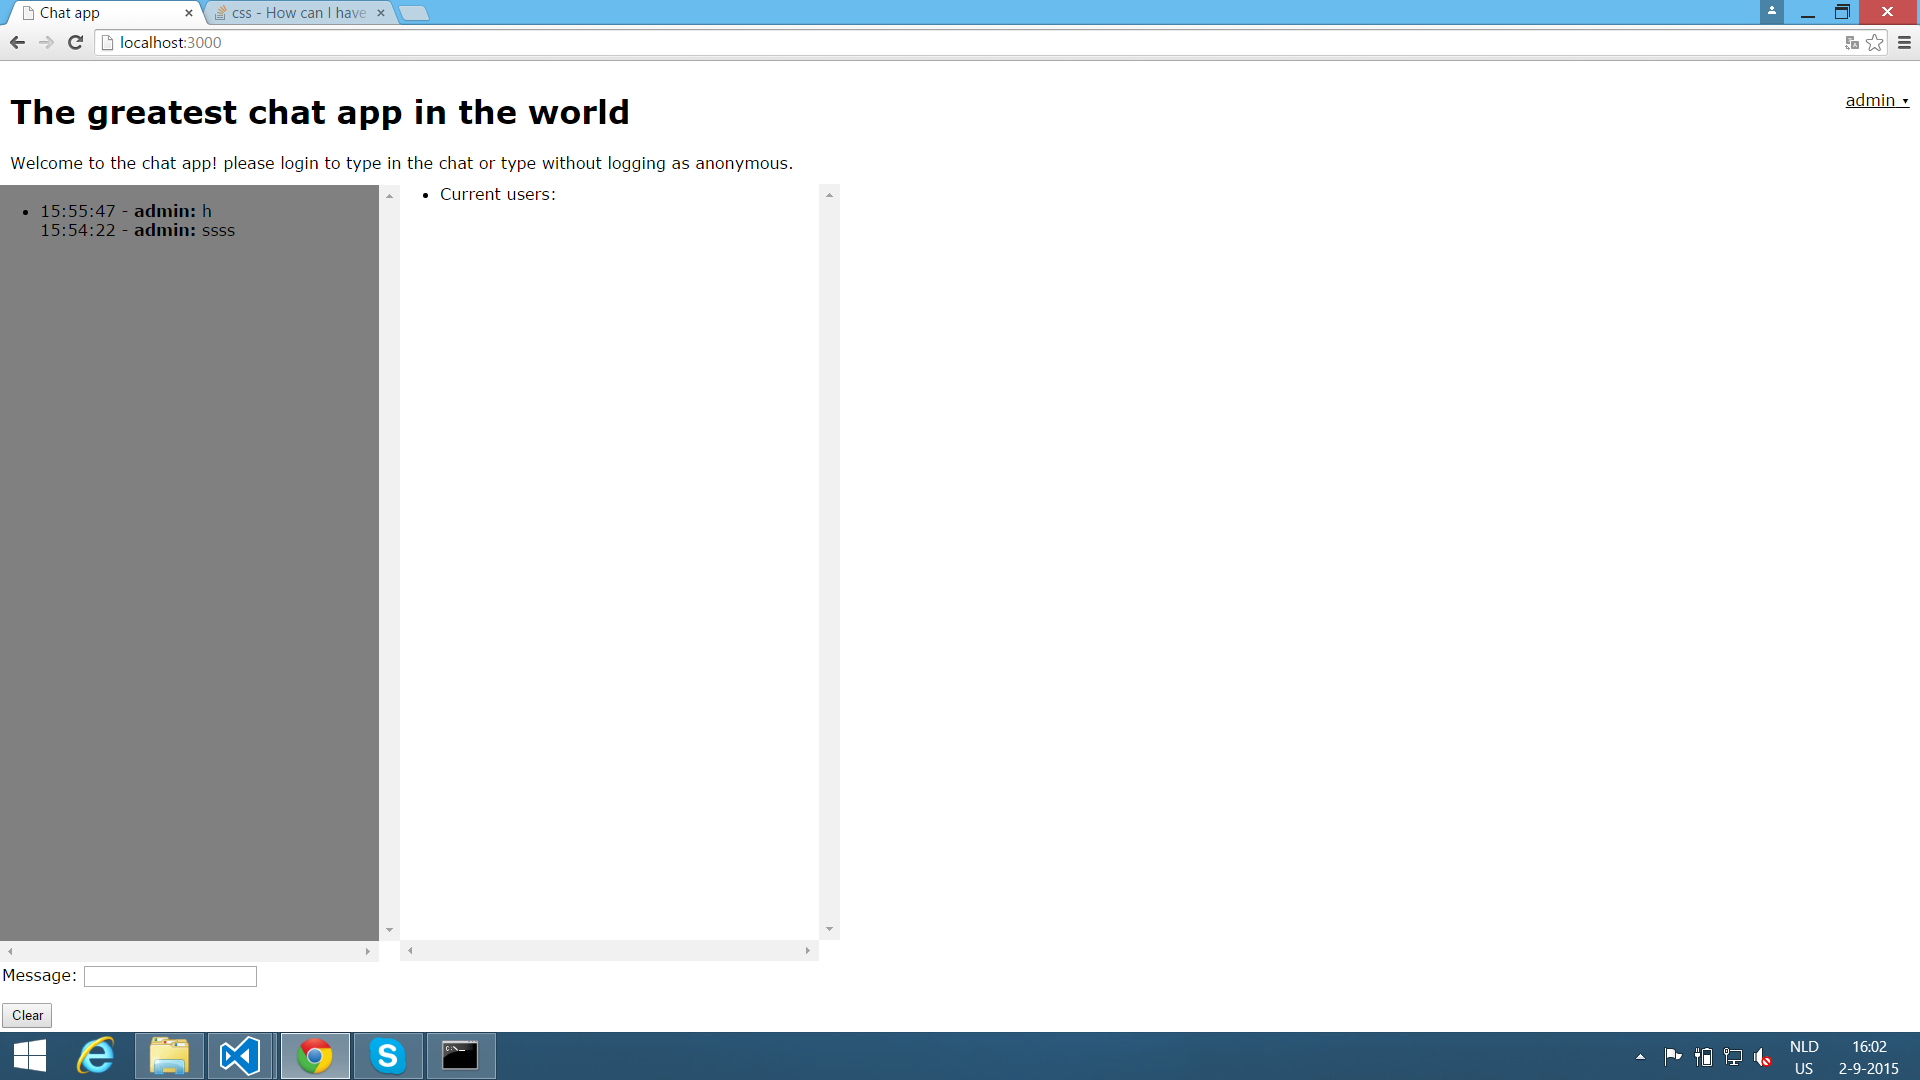 Chat app
css - How can I have
localhost:3000
The greatest chat app in the world
admin ▾
Welcome to the chat app! please login to type in the chat or type without logging as anonymous.
• 15:55:47 - admin: h
15:54:22 - admin: ssss
• Current users:
Message:
Clear
NLD
US
16:02
2-9-2015